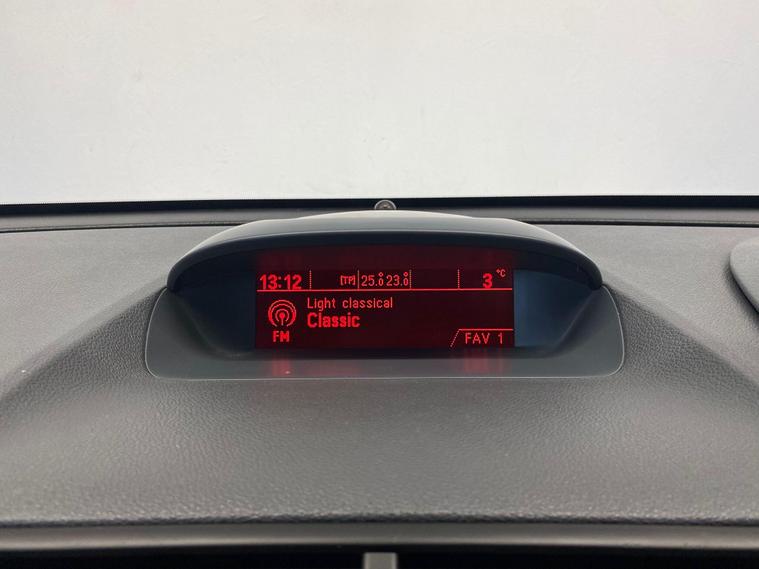 13:12 [TP] 25.0 23.0 3 °C
Light classical
Classic
FM FAV 1